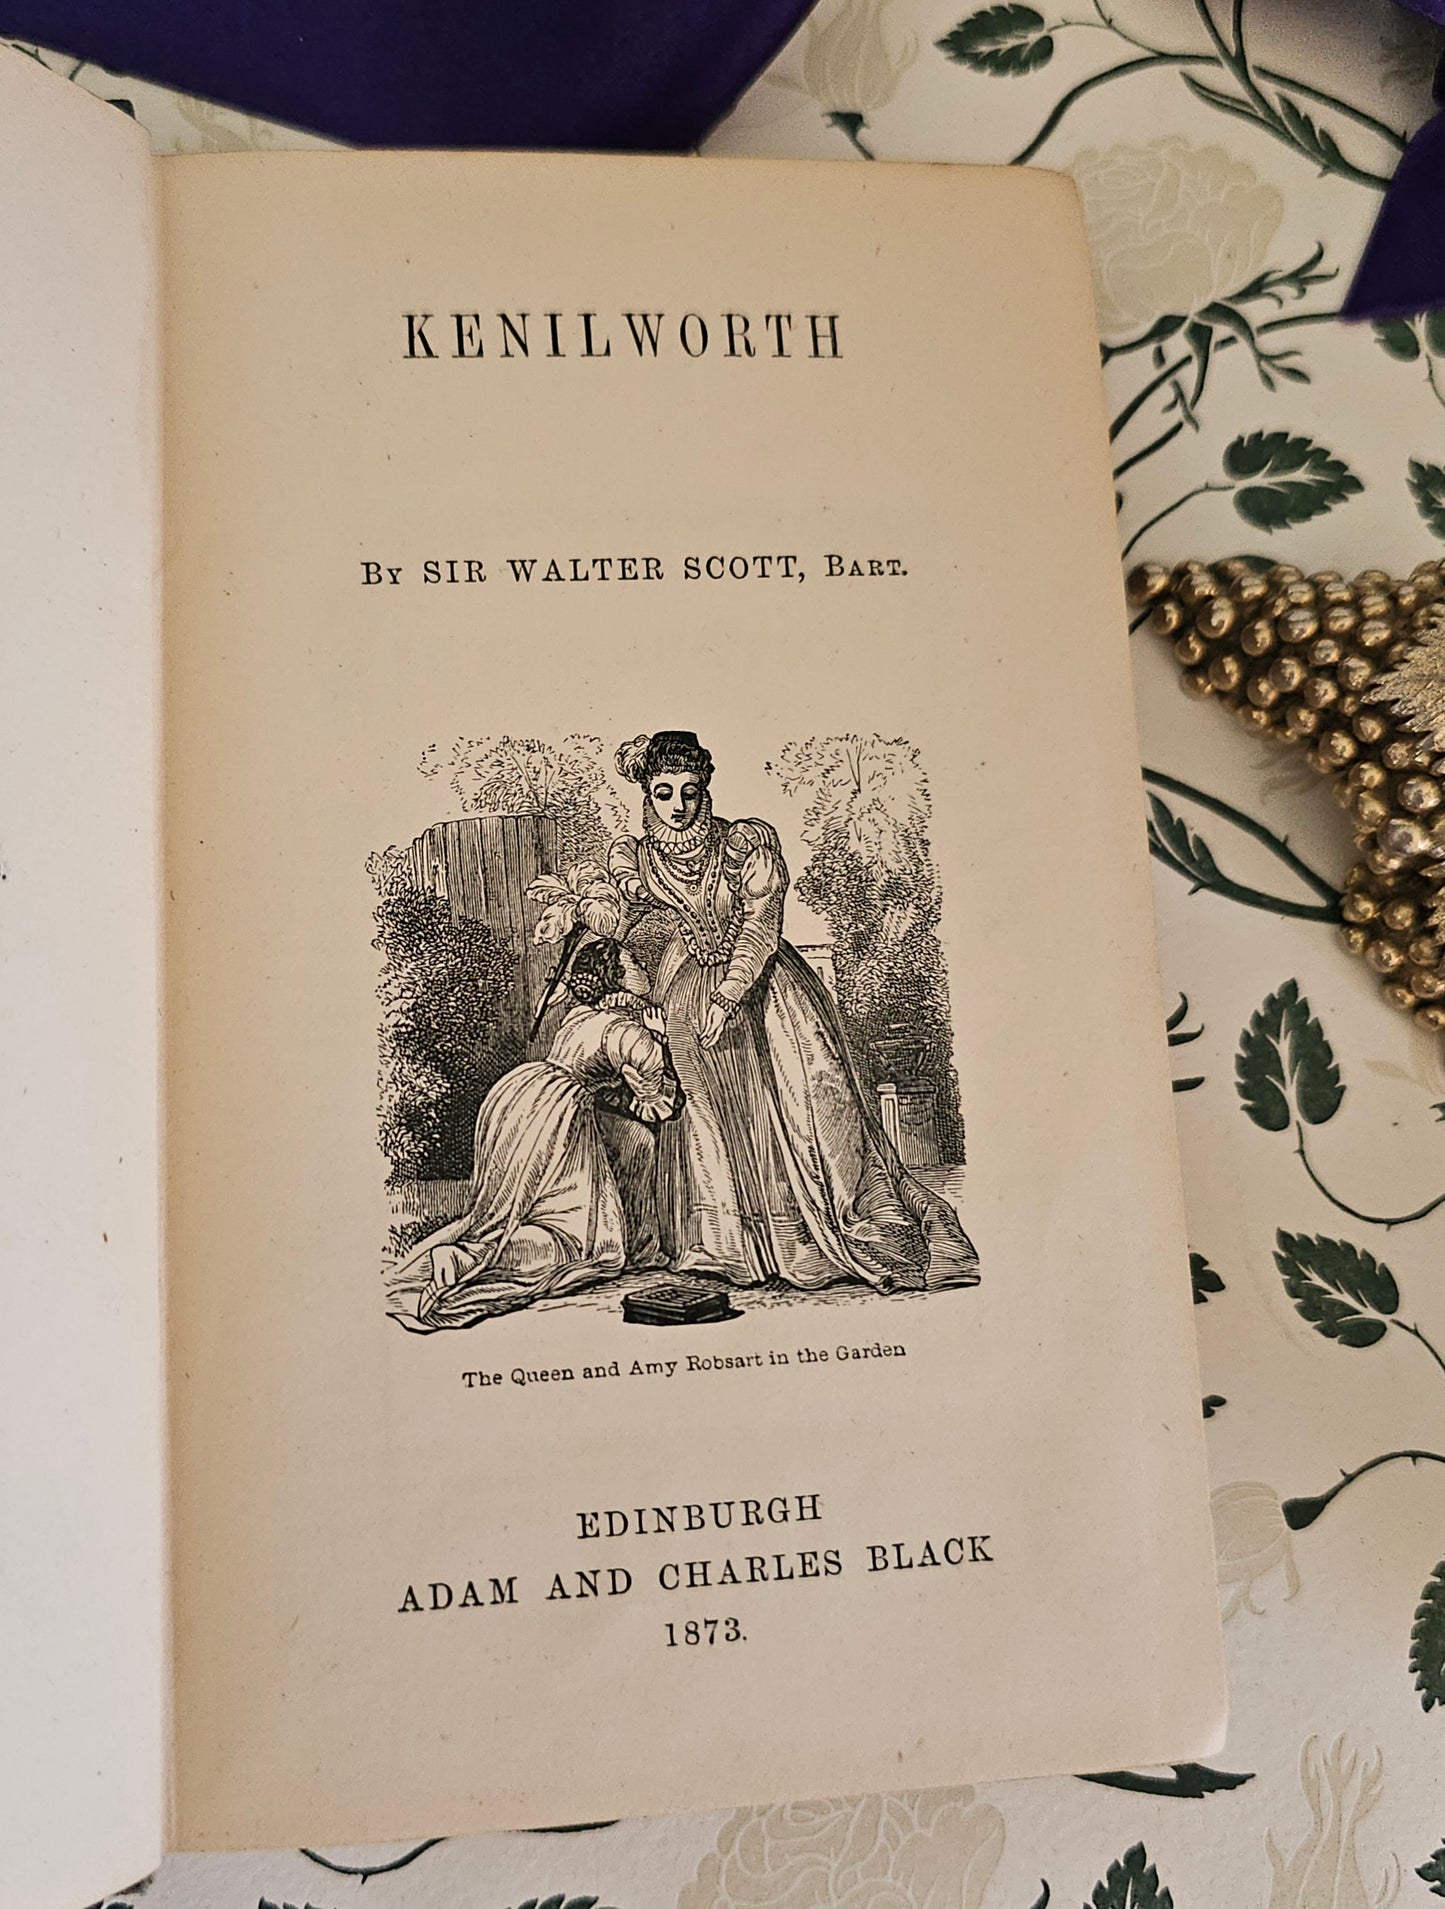 KENILWORTH
By SIR WALTER SCOTT, Bart.
The Queen and Amy Robsart in the Garden
EDINBURGH
ADAM AND CHARLES BLACK
1873.